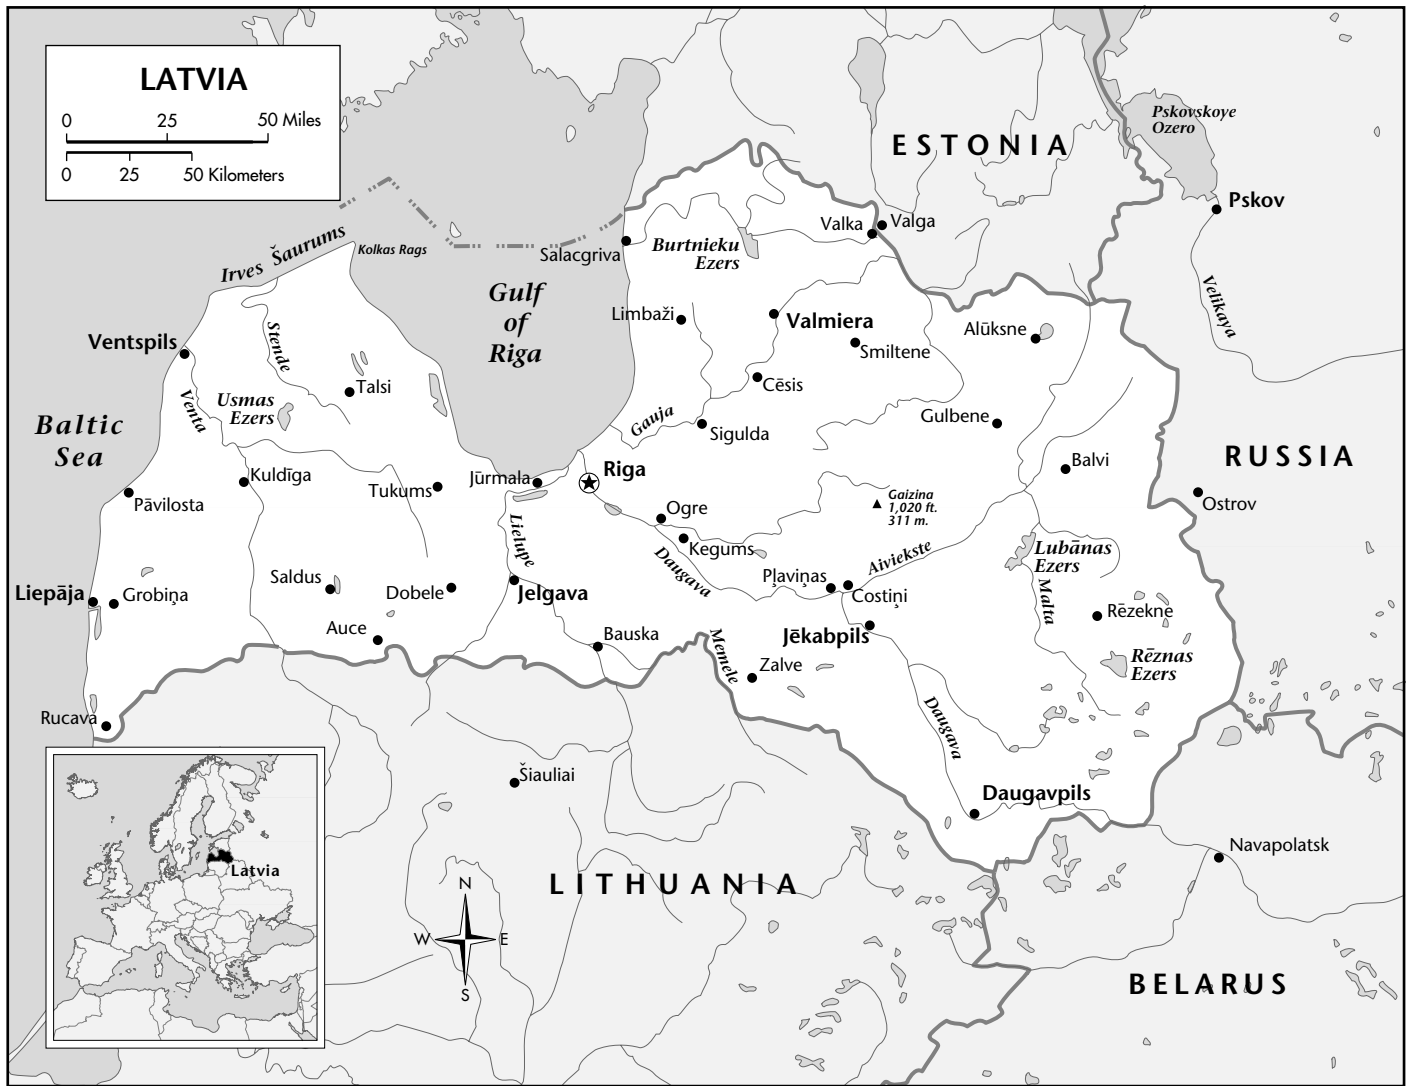 LATVIA
0 25 50 Miles
0 25 50 Kilometers
ESTONIA
Pskovskoye
Ozero
Pskov
Velikaya
Valka
Valga
Salacgriva
Burtnieku
Ezers
Irves Šaurums
Kolkas Rags
Gulf
of
Riga
Limbaži
Valmiera
Smiltene
Alūksne
Ventspils
Stende
Talsi
Venta
Usmas
Ezers
Cēsis
Gauja
Sigulda
Gulbene
Baltic
Sea
Balvi
RUSSIA
Ostrov
Kuldīga
Tukums
Jūrmala
Riga
Pāvilosta
Gaizina
1,020 ft.
311 m.
Ogre
Kegums
Lielupe
Daugava
Aiviekste
Lubānas
Ezers
Malta
Pļaviņas
Costiņi
Liepāja
Grobiņa
Saldus
Dobele
Jelgava
Rēzekne
Auce
Bauska
Jēkabpils
Memele
Zalve
Rēznas
Ezers
Rucava
Daugava
Šiauliai
Daugavpils
Navapolatsk
Latvia
LITHUANIA
N
W E
S
BELARUS